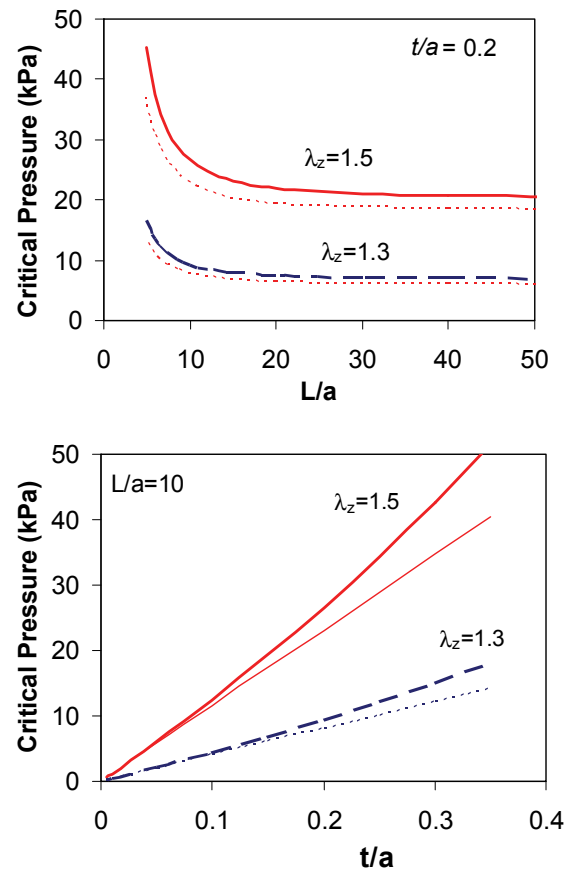 50
40
30
20
10
0
Critical Pressure (kPa)
t/a = 0.2
λz=1.5
λz=1.3
0 10 20 30 40 50
L/a
50
40
30
20
10
0
Critical Pressure (kPa)
L/a=10
λz=1.5
λz=1.3
0 0.1 0.2 0.3 0.4
t/a